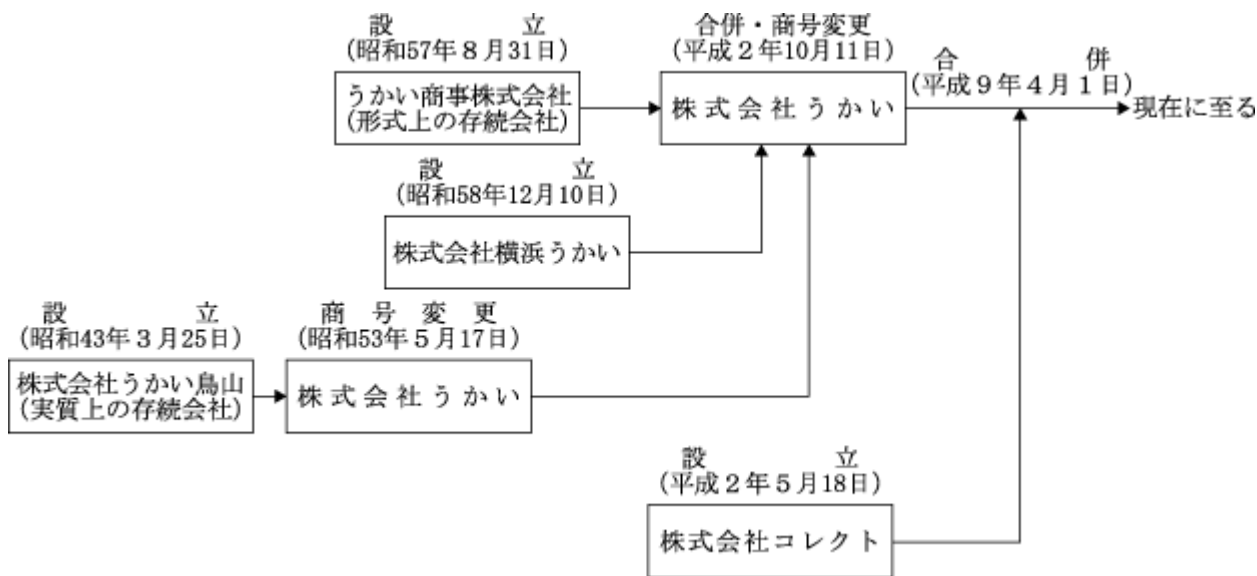 設立
(昭和57年8月31日)
うかい商事株式会社
(形式上の存続会社)
合併・商号変更
(平成2年10月11日)
株式会社うかい
合併
(平成9年4月1日)
現在に至る
設立
(昭和58年12月10日)
株式会社横浜うかい
設立
(昭和43年3月25日)
株式会社うかい鳥山
(実質上の存続会社)
商号変更
(昭和53年5月17日)
株式会社うかい
設立
(平成2年5月18日)
株式会社コレクト